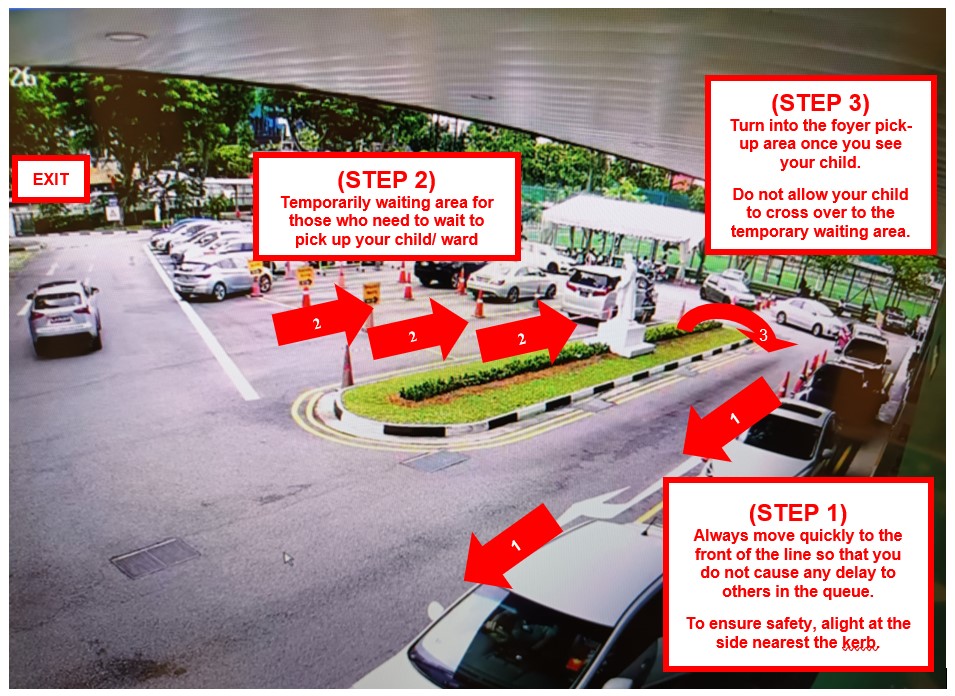 26
EXIT
(STEP 2)
Temporarily waiting area for
those who need to wait to
pick up your child/ ward
(STEP 3)
Turn into the foyer pick-
up area once you see
your child.
Do not allow your child
to cross over to the
temporary waiting area.
2
2
2
3
1
1
(STEP 1)
Always move quickly to the
front of the line so that you
do not cause any delay to
others in the queue.
To ensure safety, alight at the
side nearest the kerb.